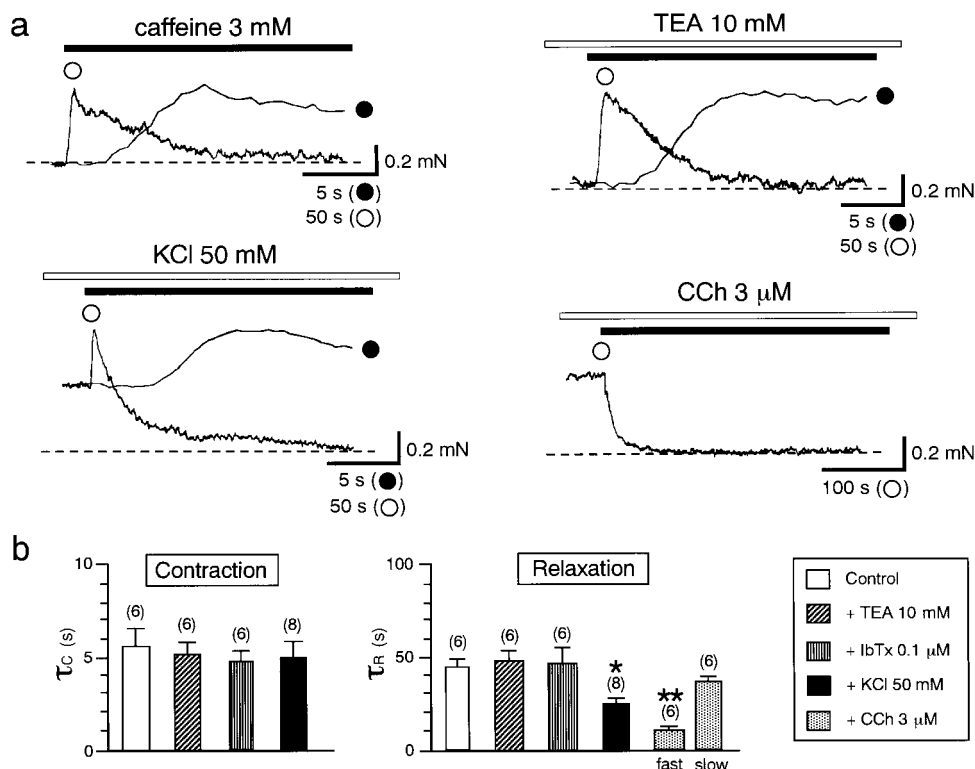 a
caffeine 3 mM
0.2 mN
5 s (●)
50 s (○)
TEA 10 mM
0.2 mN
5 s (●)
50 s (○)
KCl 50 mM
0.2 mN
5 s (●)
50 s (○)
CCh 3 μM
0.2 mN
100 s (○)
b
Contraction
10
5
0
τC (s)
(6)
(6)
(6)
(8)
Relaxation
100
50
0
τR (s)
(6)
(6)
(6)
*
(8)
**
(6)
(6)
fast
slow
Control
+ TEA 10 mM
+ IbTx 0.1 μM
+ KCl 50 mM
+ CCh 3 μM